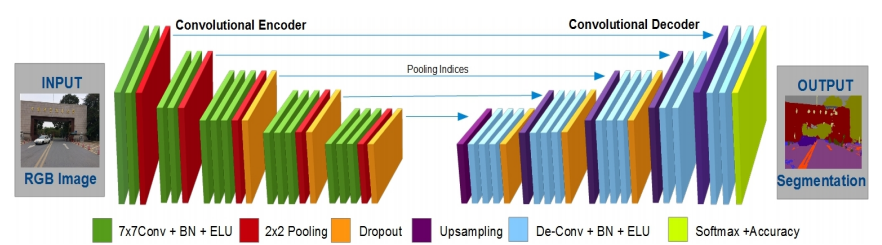 Convolutional Encoder
Convolutional Decoder
INPUT
RGB Image
Pooling Indices
OUTPUT
Segmentation
7x7Conv + BN + ELU
2x2 Pooling
Dropout
Upsampling
De-Conv + BN + ELU
Softmax +Accuracy